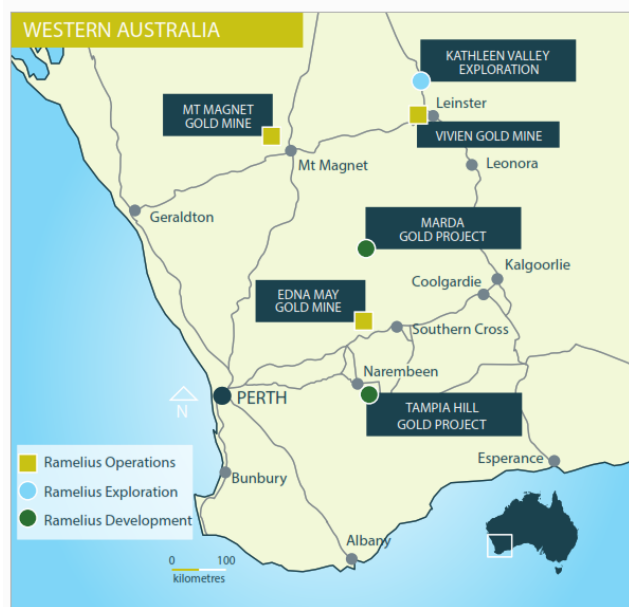 WESTERN AUSTRALIA
KATHLEEN VALLEY
EXPLORATION
MT MAGNET
GOLD MINE
Leinster
VIVIEN GOLD MINE
Mt Magnet
Leonora
Geraldton
MARDA
GOLD PROJECT
Kalgoorlie
Coolgardie
EDNA MAY
GOLD MINE
Southern Cross
Narembeen
PERTH
N
TAMPIA HILL
GOLD PROJECT
Esperance
Ramelius Operations
Ramelius Exploration
Ramelius Development
Bunbury
Albany
0 100
kilometres